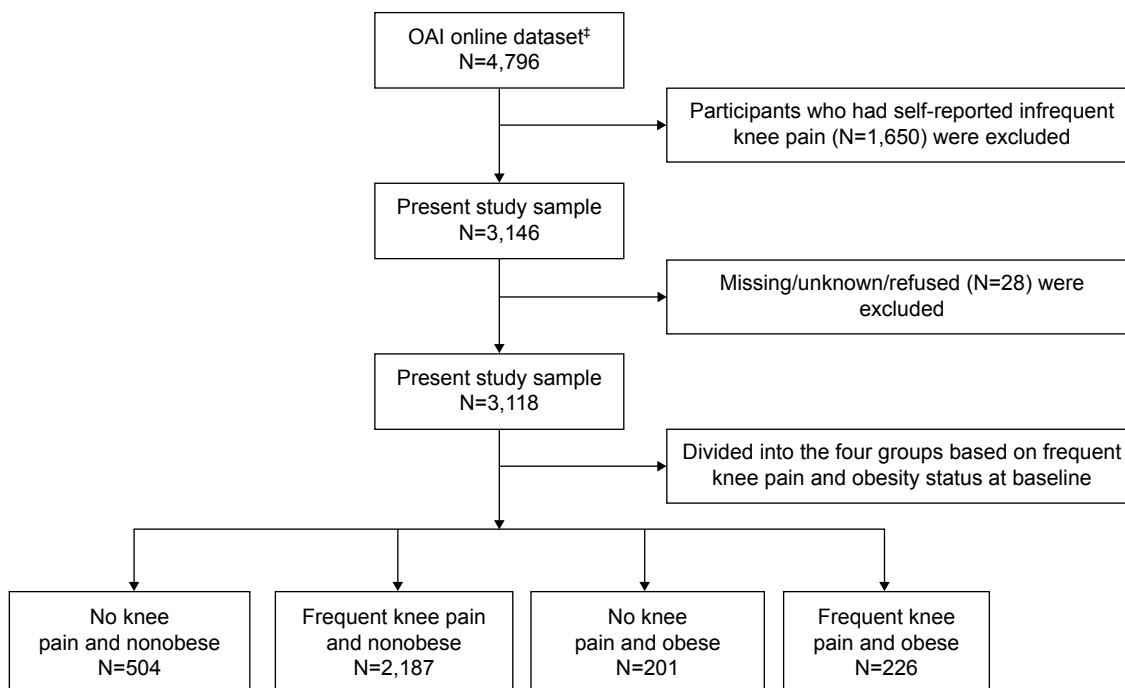 OAI online dataset‡
N=4,796
Participants who had self-reported infrequent
knee pain (N=1,650) were excluded
Present study sample
N=3,146
Missing/unknown/refused (N=28) were
excluded
Present study sample
N=3,118
Divided into the four groups based on frequent
knee pain and obesity status at baseline
No knee
pain and nonobese
N=504
Frequent knee pain
and nonobese
N=2,187
No knee
pain and obese
N=201
Frequent knee
pain and obese
N=226